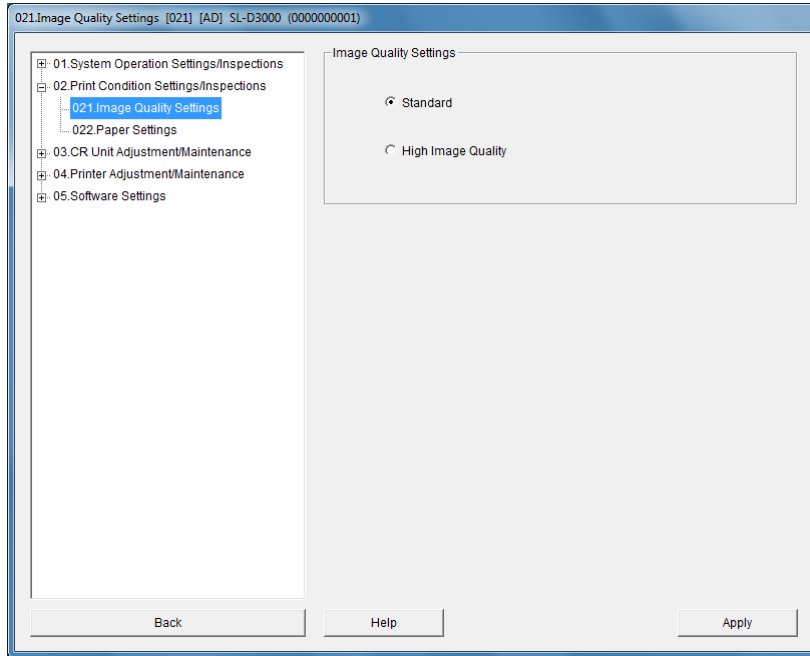 021.Image Quality Settings [021] [AD] SL-D3000 (0000000001)
01.System Operation Settings/Inspections
02.Print Condition Settings/Inspections
021.Image Quality Settings
022.Paper Settings
03.CR Unit Adjustment/Maintenance
04.Printer Adjustment/Maintenance
05.Software Settings
Image Quality Settings
Standard
High Image Quality
Back
Help
Apply